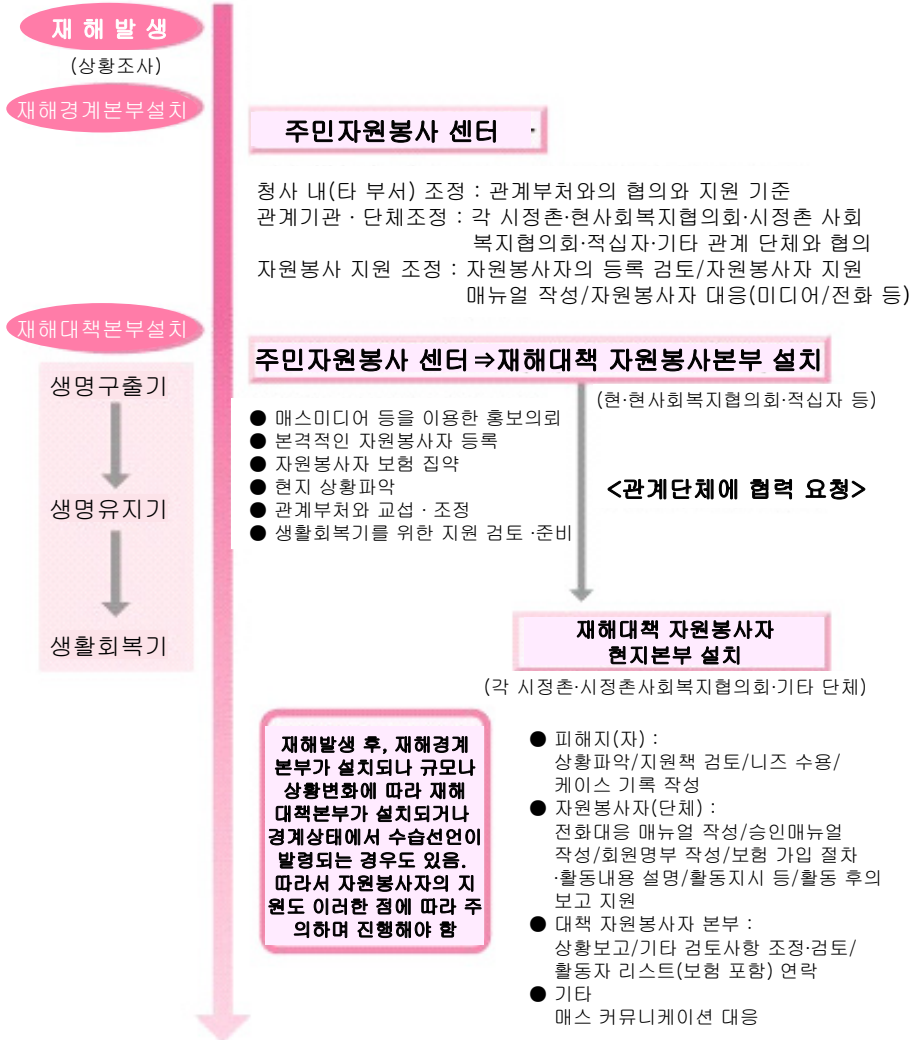 재 해 발 생
(상황조사)
재해경계본부설치
주민자원봉사 센터 ·
청사 내(타 부서) 조정 : 관계부처와의 협의와 지원 기준
관계기관 · 단체조정 : 각 시정촌·현사회복지협의회·시정촌 사회
복지협의회·적십자·기타 관계 단체와 협의
자원봉사 지원 조정 : 자원봉사자의 등록 검토/자원봉사자 지원
매뉴얼 작성/자원봉사자 대응(미디어/전화 등)
재해대책본부설치
주민자원봉사 센터⇒재해대책 자원봉사본부 설치
(현·현사회복지협의회·적십자 등)
생명구출기
생명유지기
생활회복기
● 매스미디어 등을 이용한 홍보의뢰
● 본격적인 자원봉사자 등록
● 자원봉사자 보험 집약
● 현지 상황파악
● 관계부처와 교섭 · 조정
● 생활회복기를 위한 지원 검토 ·준비
<관계단체에 협력 요청>
재해대책 자원봉사자
현지본부 설치
(각 시정촌·시정촌사회복지협의회·기타 단체)
재해발생 후, 재해경계
본부가 설치되나 규모나
상황변화에 따라 재해
대책본부가 설치되거나
경계상태에서 수습선언이
발령되는 경우도 있음.
따라서 자원봉사자의 지
원도 이러한 점에 따라 주
의하며 진행해야 함
● 피해지(자) :
상황파악/지원책 검토/니즈 수용/
케이스 기록 작성
● 자원봉사자(단체) :
전화대응 매뉴얼 작성/승인매뉴얼
작성/회원명부 작성/보험 가입 절차
·활동내용 설명/활동지시 등/활동 후의
보고 지원
● 대책 자원봉사자 본부 :
상황보고/기타 검토사항 조정·검토/
활동자 리스트(보험 포함) 연락
● 기타
매스 커뮤니케이션 대응